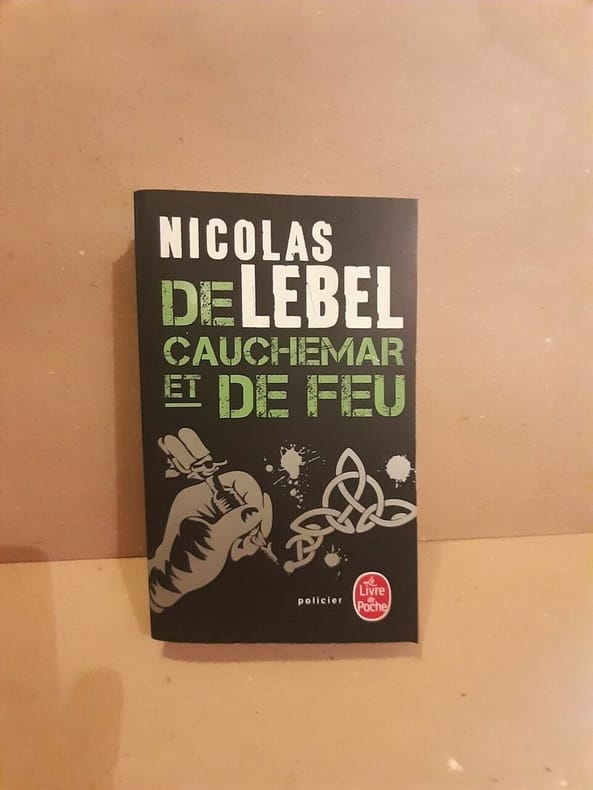 NICOLAS
LEBEL
DE
CAUCHEMAR
ET DE FEU
policier
Le
Livre
de
Poche